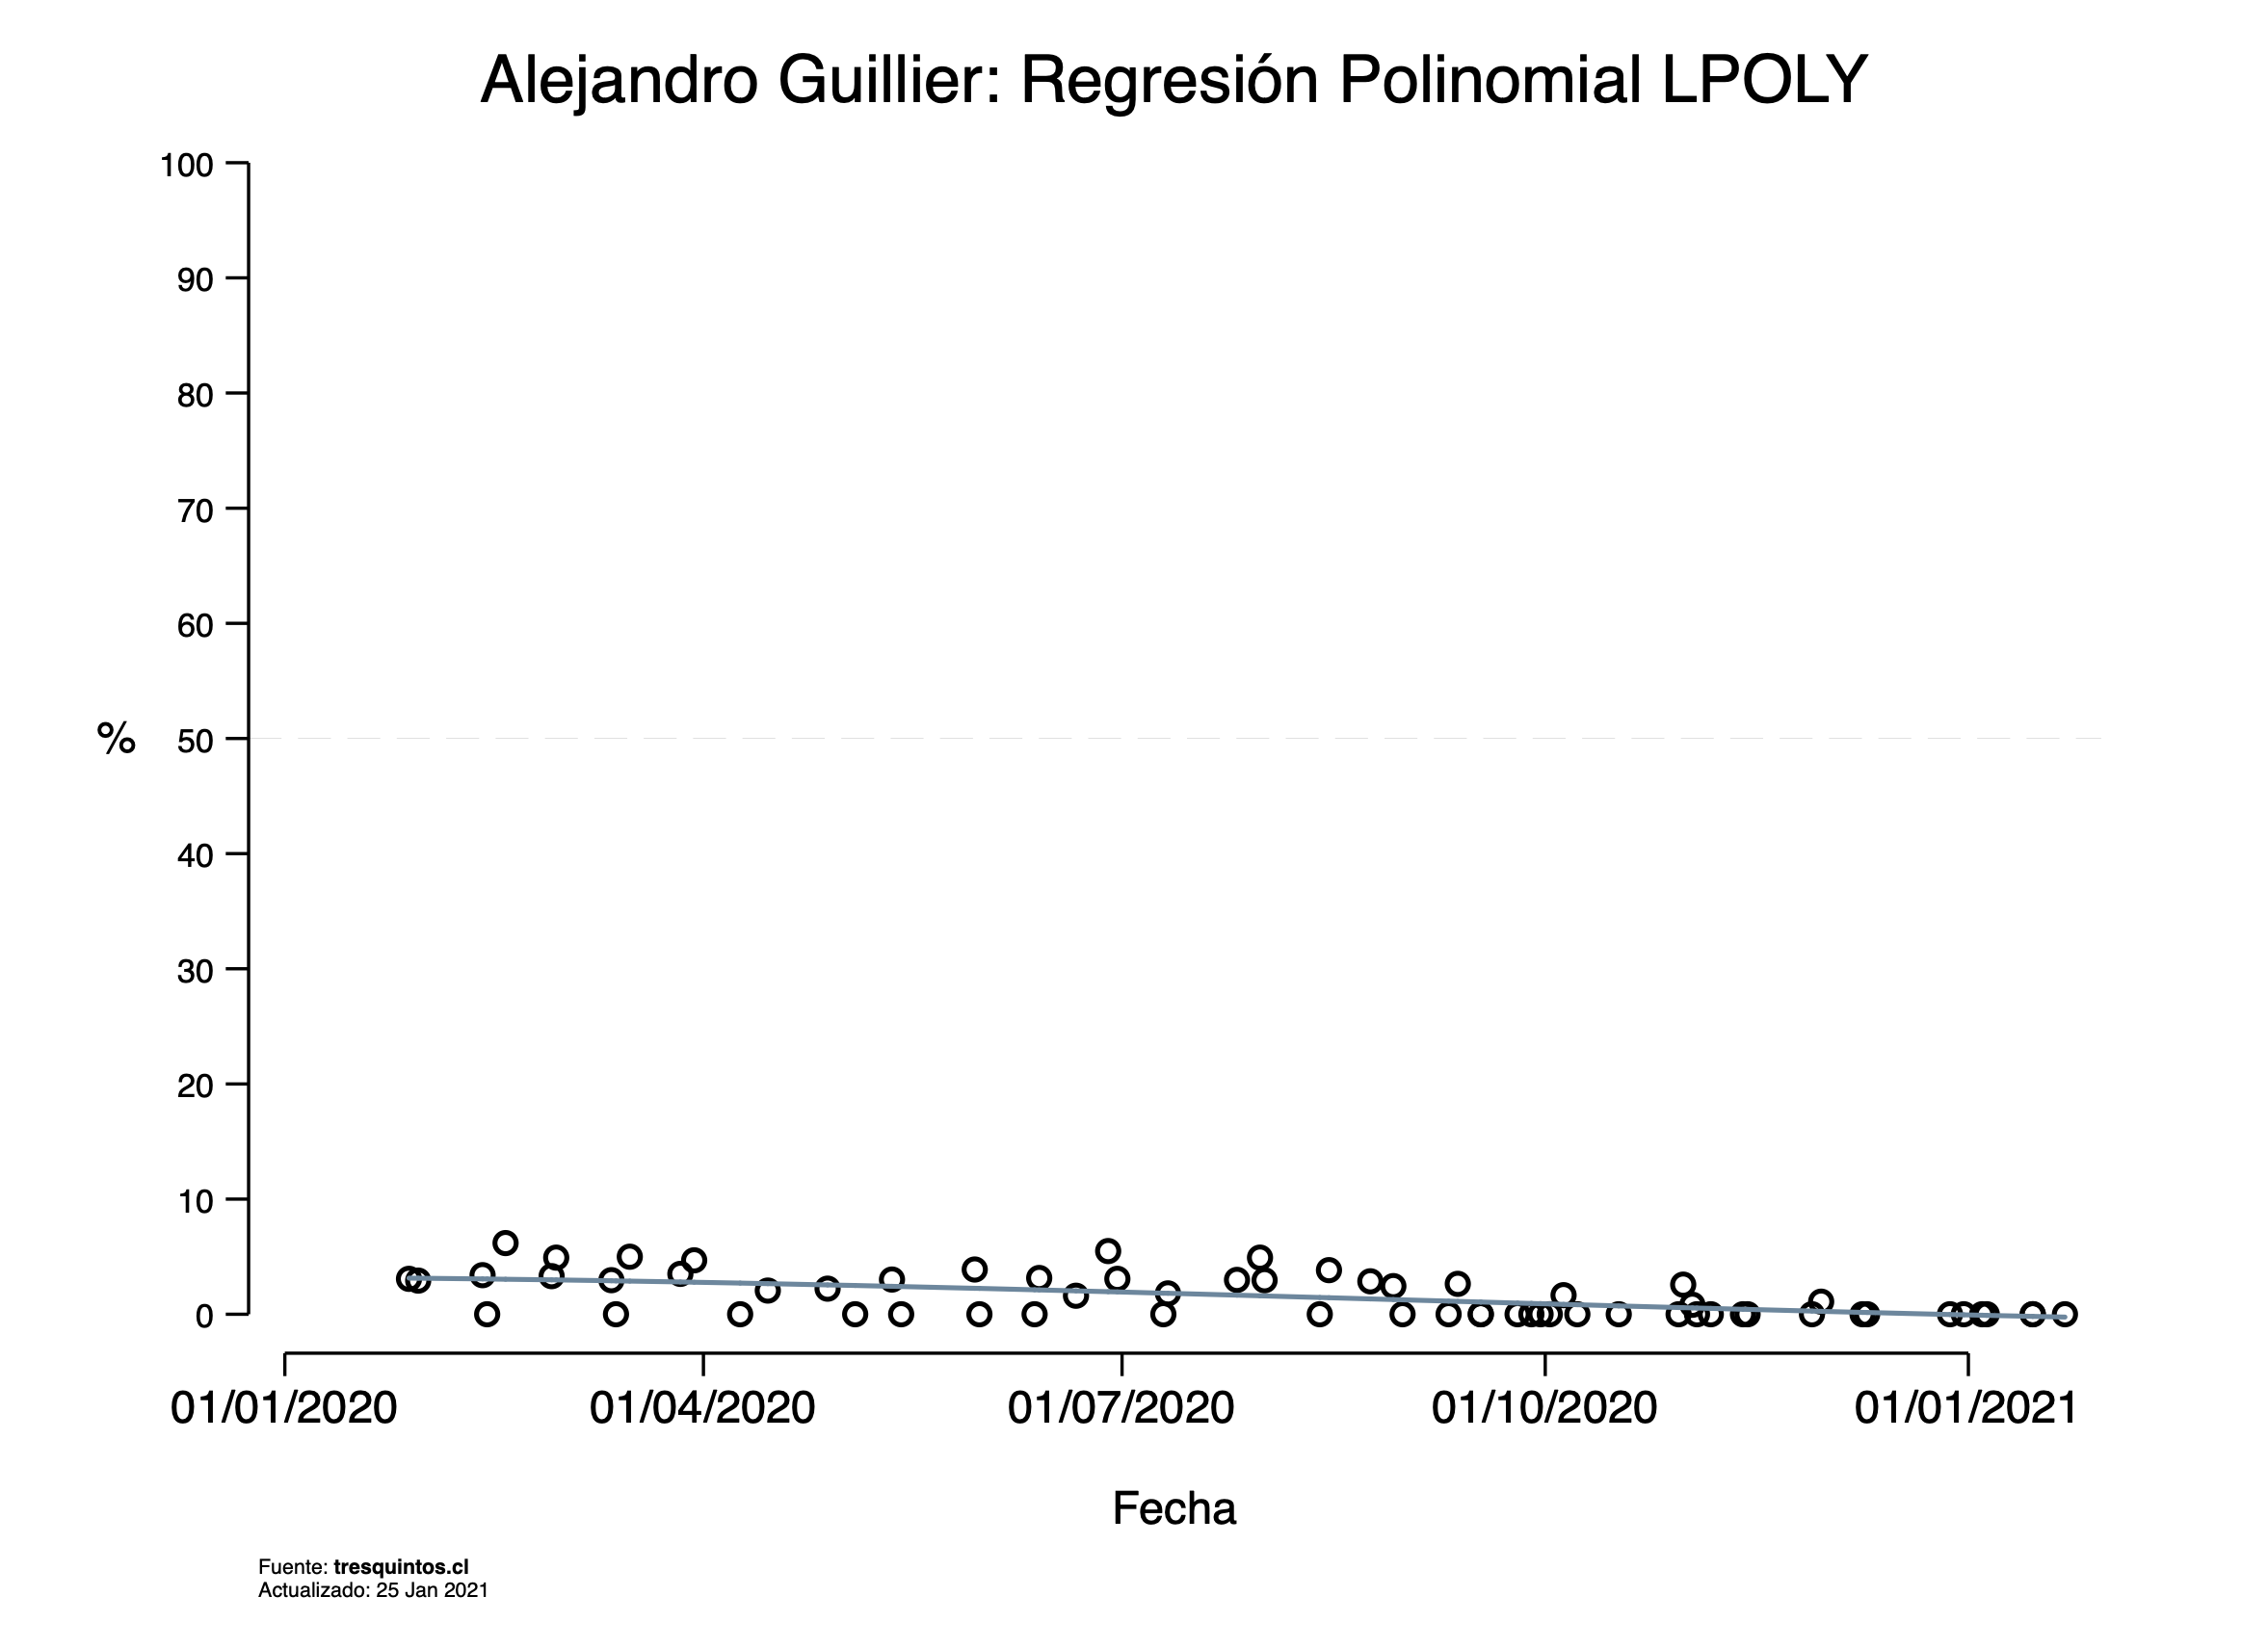 Alejandro Guillier: Regresión Polinomial LPOLY
100
90
80
70
60
% 50
40
30
20
10
0
01/01/2020 01/04/2020 01/07/2020 01/10/2020 01/01/2021
Fecha
Fuente: tresquintos.cl
Actualizado: 25 Jan 2021